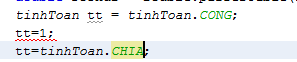 tinhToan tt = tinhToan.CONG;
tt=1;
tt=tinhToan.CHIA;